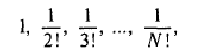 1, 1/2!, 1/3!, ..., 1/N!,